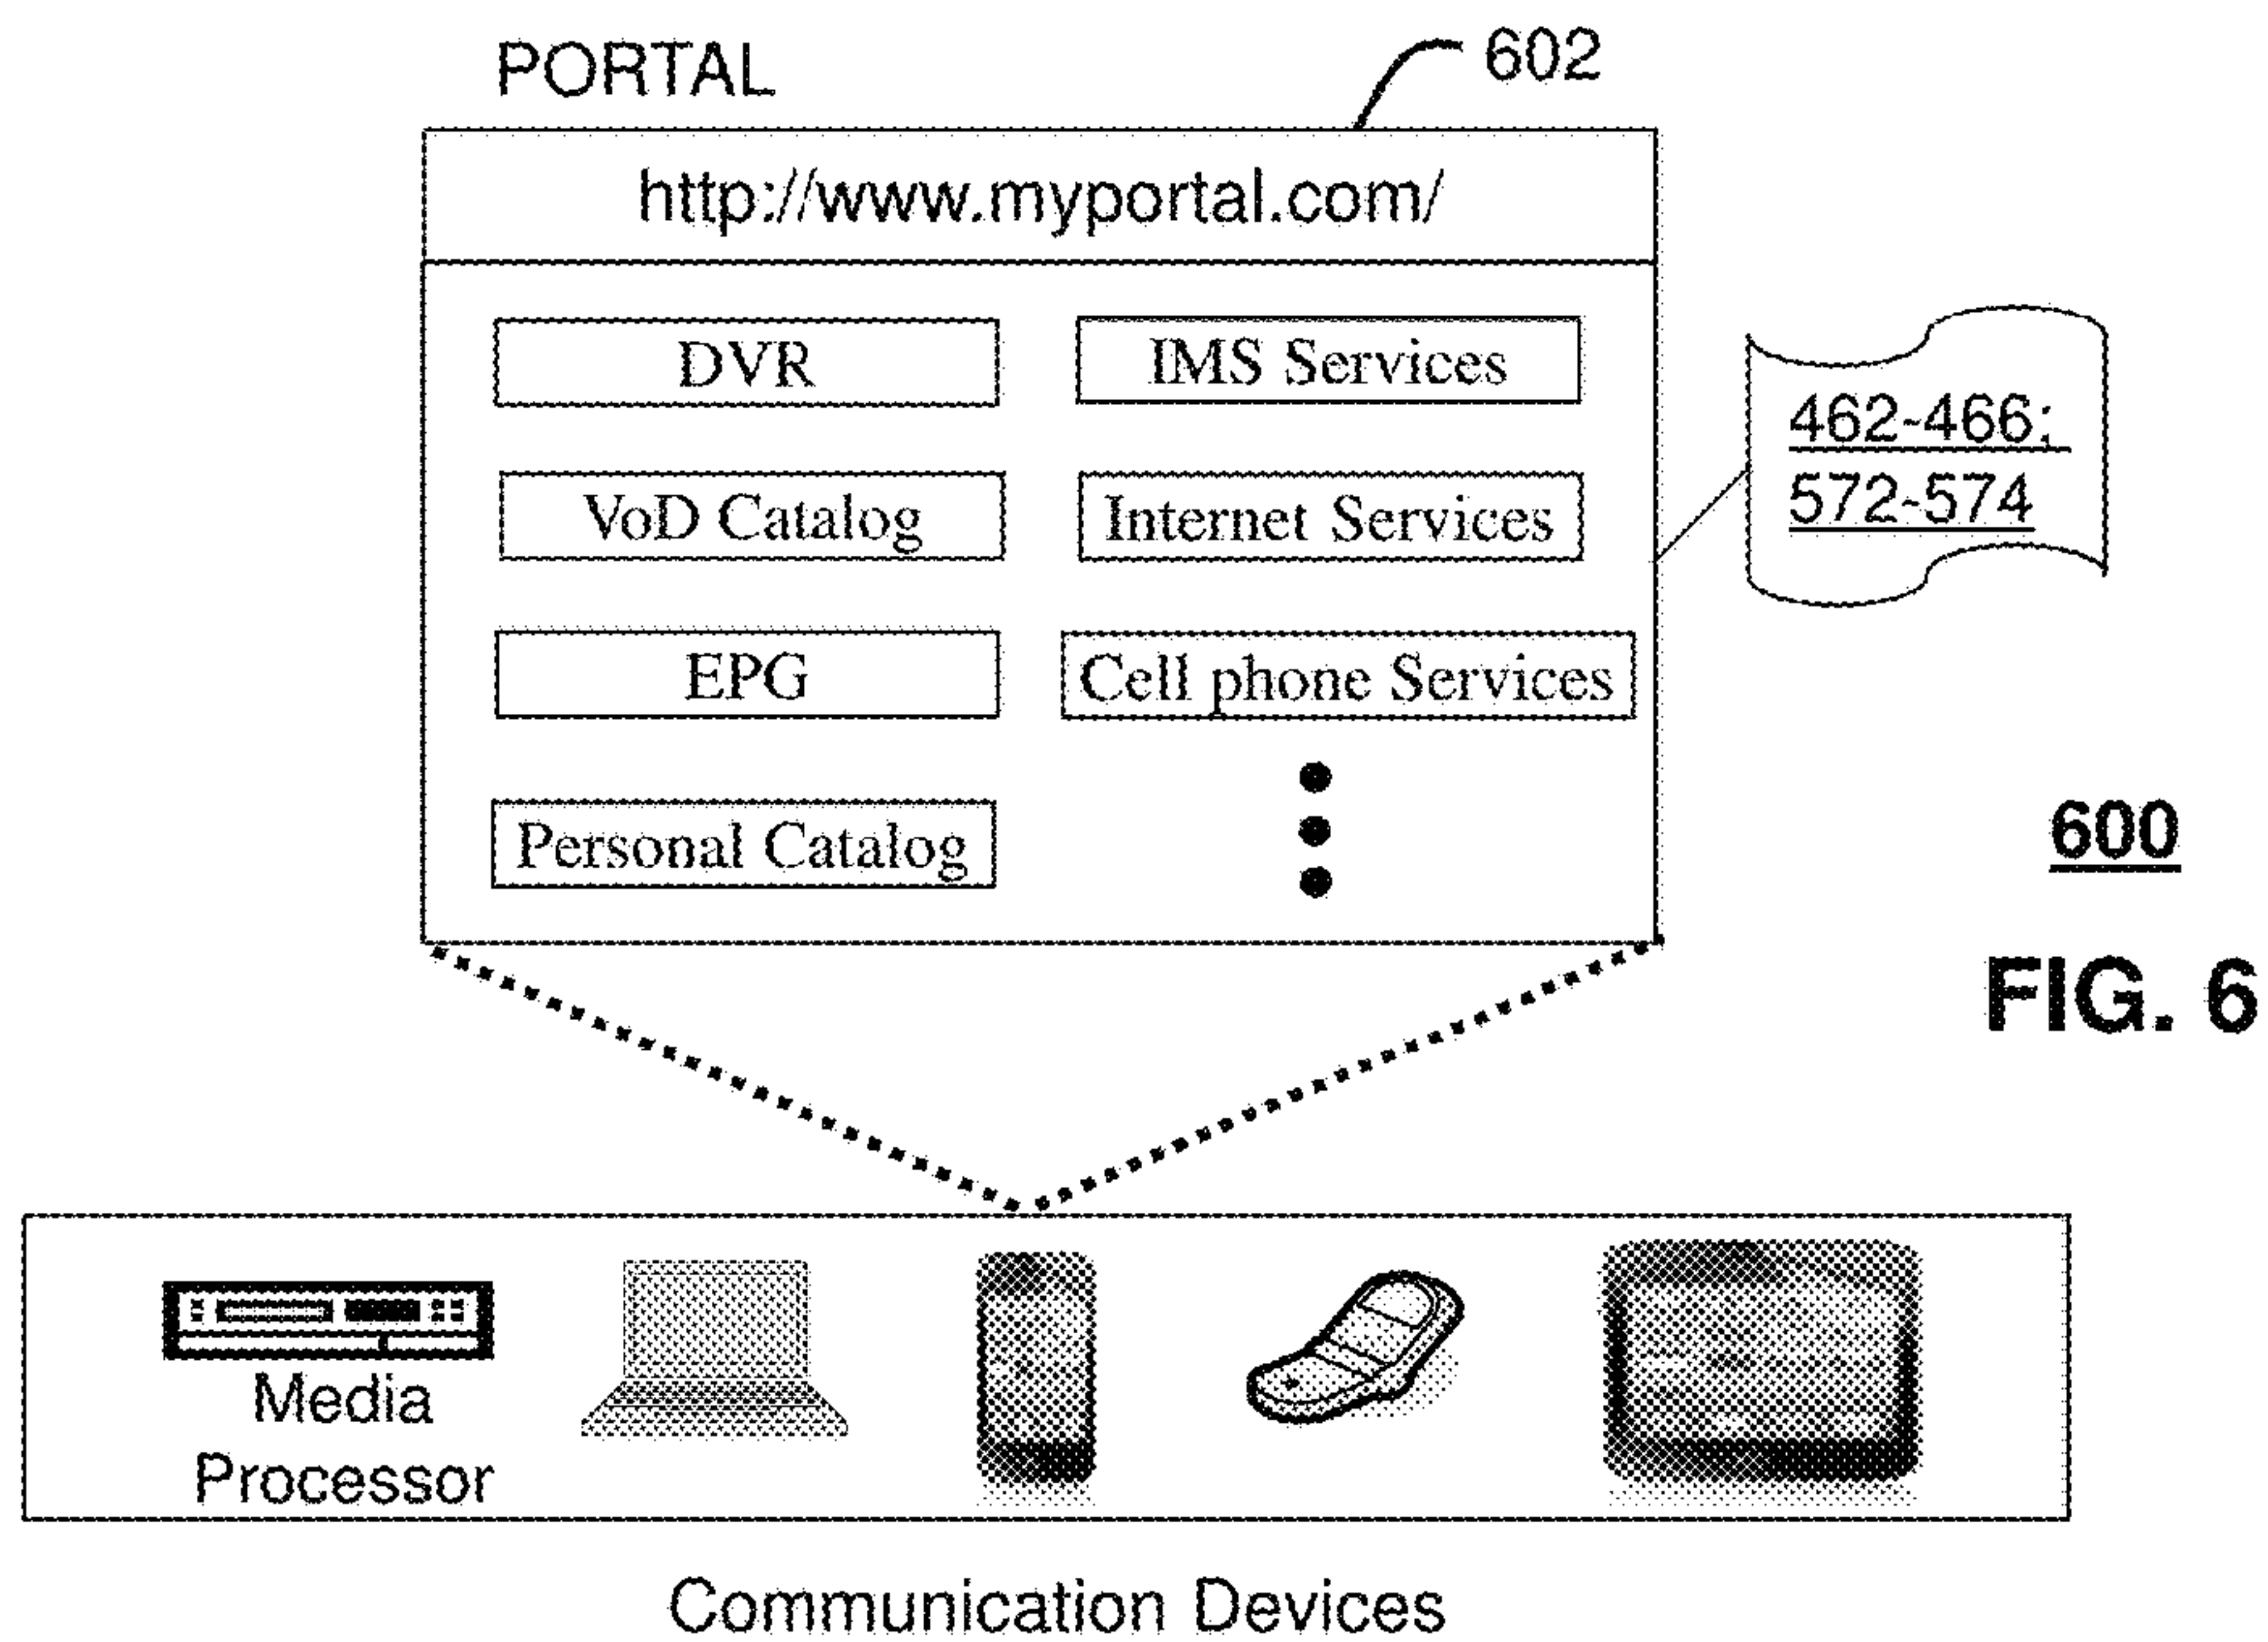 PORTAL
602
http://www.myportal.com/
DVR
IMS Services
VoD Catalog
Internet Services
EPG
Cell phone Services
Personal Catalog
462-466;
572-574
600
FIG. 6
Media
Processor
Communication Devices